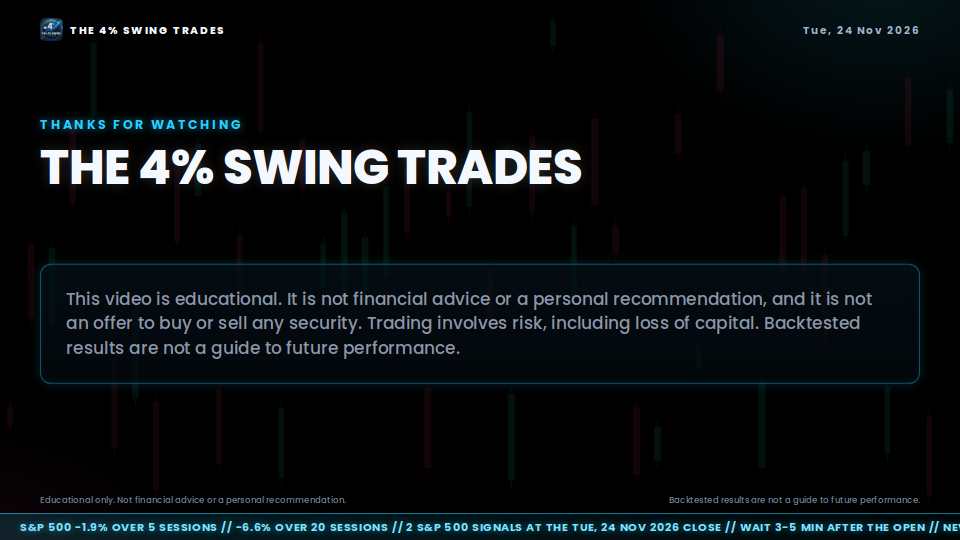 THE 4% SWING TRADES
Tue, 24 Nov 2026
THANKS FOR WATCHING
THE 4% SWING TRADES
This video is educational. It is not financial advice or a personal recommendation, and it is not
an offer to buy or sell any security. Trading involves risk, including loss of capital. Backtested
results are not a guide to future performance.
Educational only. Not financial advice or a personal recommendation.
Backtested results are not a guide to future performance.
S&P 500 -1.9% OVER 5 SESSIONS // -6.6% OVER 20 SESSIONS // 2 S&P 500 SIGNALS AT THE TUE, 24 NOV 2026 CLOSE // WAIT 3-5 MIN AFTER THE OPEN //